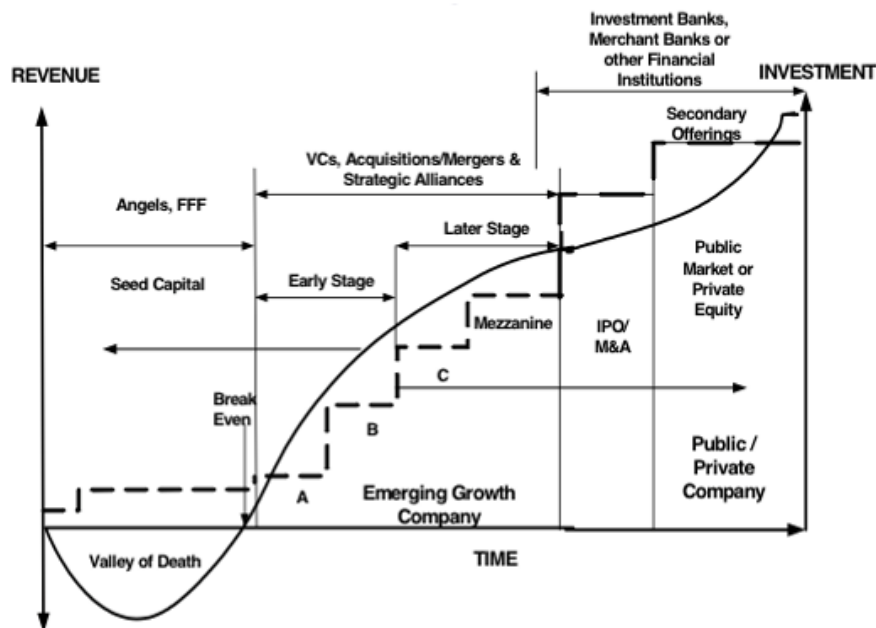 Investment Banks,
Merchant Banks or
other Financial
Institutions
REVENUE
INVESTMENT
Secondary
Offerings
VCs, Acquisitions/Mergers &
Strategic Alliances
Angels, FFF
Later Stage
Public
Market or
Private
Equity
Seed Capital
Early Stage
Mezzanine
IPO/
M&A
C
Break
Even
B
Public /
Private
Company
A
Emerging Growth
Company
Valley of Death
TIME